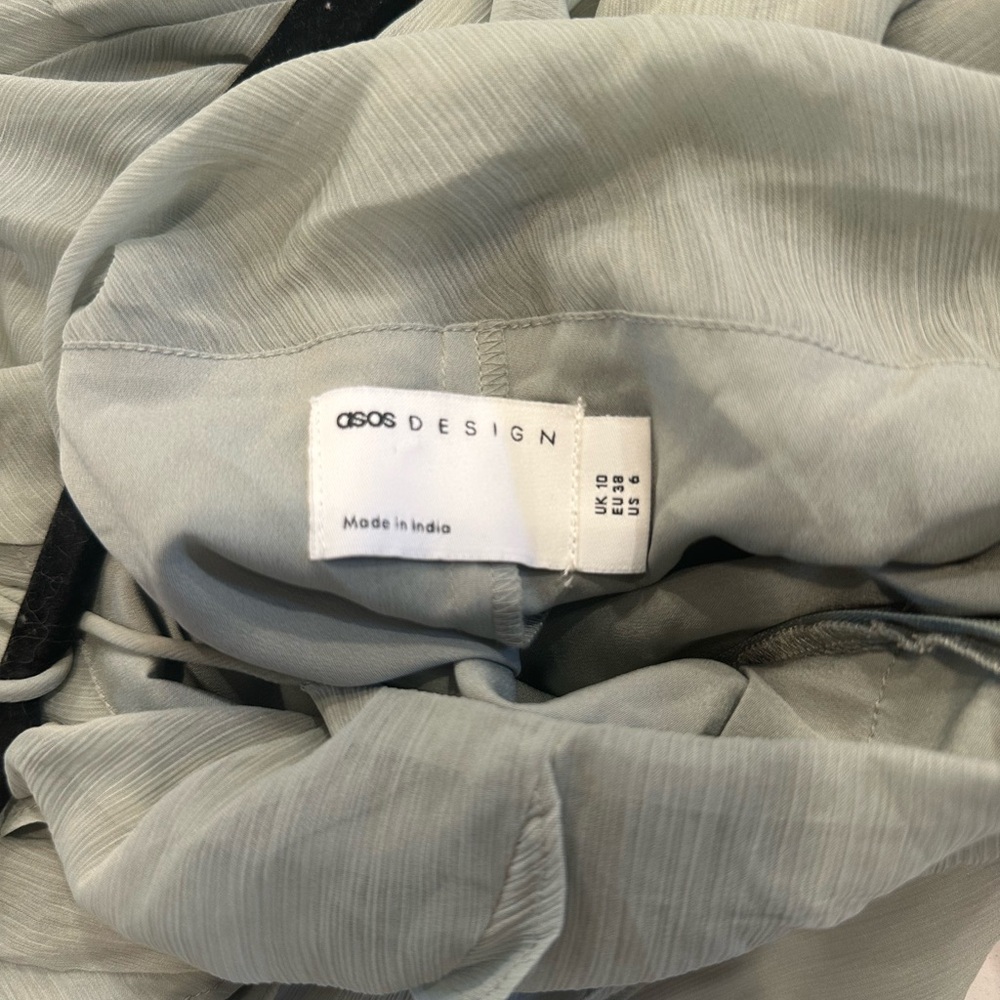 asos DESIGN
Made in India
UK 10
EU 38
US 6